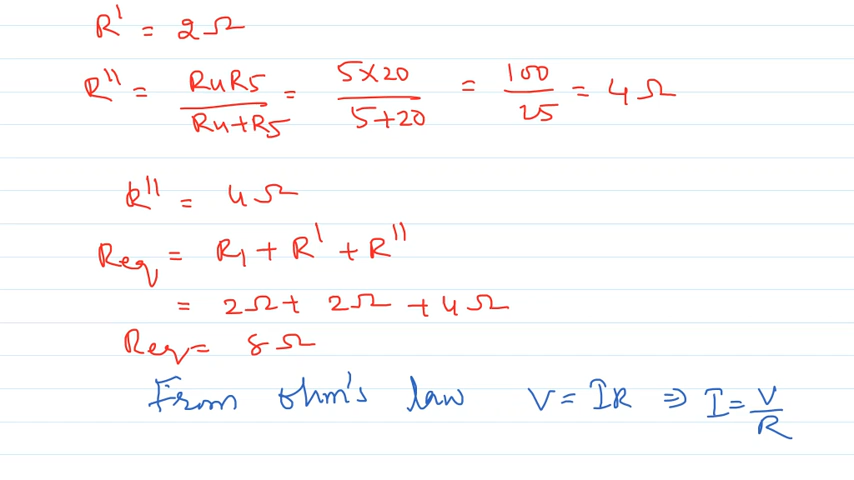 R' = 2Ω
R'' = R4R5/R4+R5 = 5×20/5+20 = 100/25 = 4Ω
R'' = 4Ω
Req = R1 + R' + R''
= 2Ω + 2Ω + 4Ω
Req = 8Ω
From ohm's law V = IR ⇒ I = V/R